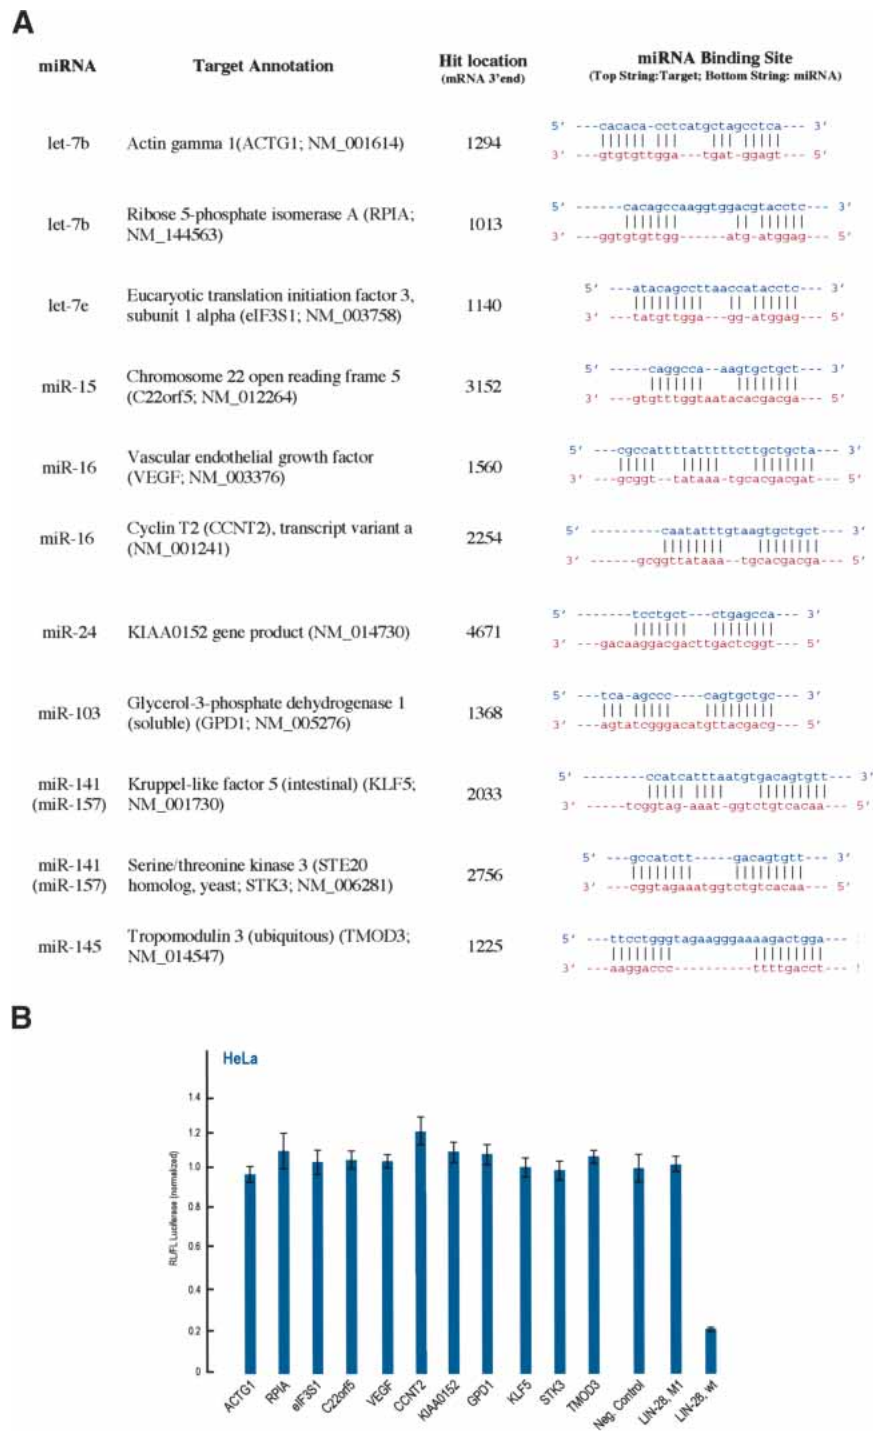 A
miRNA Target Annotation Hit location (mRNA 3'end) miRNA Binding Site (Top String:Target; Bottom String: miRNA)
5' ---cacaca-cctcatgctagcctca--- 3'
let-7b Actin gamma 1(ACTG1; NM_001614) 1294
3' ---gtgtgttgga---tgat-ggagt--- 5'
5' ------cacagccaaggtggacgtacctc--- 3'
let-7b Ribose 5-phosphate isomerase A (RPIA; NM_144563) 1013
3' ---ggtgtgttgg------atg-atggag--- 5'
5' ---atacagccttaaccatacctc--- 3'
let-7e Eucaryotic translation initiation factor 3, subunit 1 alpha (eIF3S1; NM_003758) 1140
3' ---tatgttgga---gg-atggag--- 5'
5' -----caggcca--aagtgctgct--- 3'
miR-15 Chromosome 22 open reading frame 5 (C22orf5; NM_012264) 3152
3' ---gtgtttggtaatacacgacga--- 5'
5' ---cgccattttatttttcttgctgcta--- 3'
miR-16 Vascular endothelial growth factor (VEGF; NM_003376) 1560
3' ---gcggt--tataaa-tgcacgacgat--- 5'
5' ---------caatatttgtaagtgctgct--- 3'
miR-16 Cyclin T2 (CCNT2), transcript variant a (NM_001241) 2254
3' ------gcggttataaa--tgcacgacga--- 5'
5' -------tcctgct---ctgagcca--- 3'
miR-24 KIAA0152 gene product (NM_014730) 4671
3' ---gacaaggacgacttgactcggt--- 5'
5' ---tca-agccc----cagtgctgc--- 3'
miR-103 Glycerol-3-phosphate dehydrogenase 1 (soluble) (GPD1; NM_005276) 1368
3' ---agtatcgggacatgttacgacg--- 5'
5' --------ccatcatttaatgtgacagtgtt--- 3'
miR-141 (miR-157) Kruppel-like factor 5 (intestinal) (KLF5; NM_001730) 2033
3' -----tcggtag-aaat-ggtctgtcacaa--- 5'
5' ---gccatctt-----gacagtgtt--- 3'
miR-141 (miR-157) Serine/threonine kinase 3 (STE20 homolog, yeast; STK3; NM_006281) 2756
3' ---cggtagaaatggtctgtcacaa--- 5'
5' ---ttcctgggtagaagggaaaagactgga---
miR-145 Tropomodulin 3 (ubiquitous) (TMOD3; NM_014547) 1225
3' ---aaggaccc----------ttttgacct---
B
HeLa
RL/FL Luciferase (normalized)
1.4
1.2
1.0
0.8
0.6
0.4
0.2
0
ACTG1 RPIA eIF3S1 C22orf5 VEGF CCNT2 KIAA0152 GPD1 KLF5 STK3 TMOD3 Neg. Control LIN-28, M1 LIN-28, wt